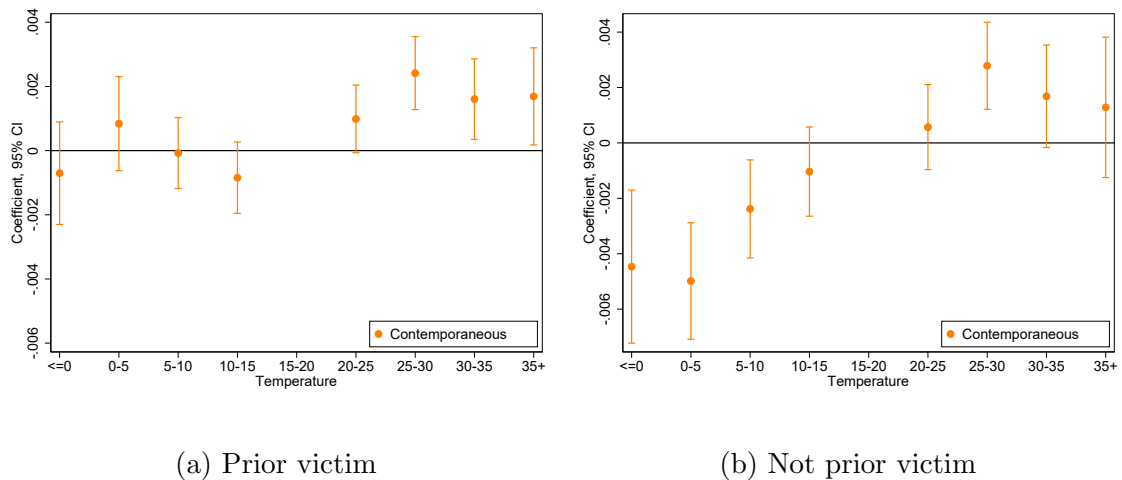 .004
.002
0
-.002
-.004
-.006
Coefficient, 95% CI
Contemporaneous
<=0 0-5 5-10 10-15 15-20 20-25 25-30 30-35 35+
Temperature
(a) Prior victim
.004
.002
0
-.002
-.004
-.006
Coefficient, 95% CI
Contemporaneous
<=0 0-5 5-10 10-15 15-20 20-25 25-30 30-35 35+
Temperature
(b) Not prior victim